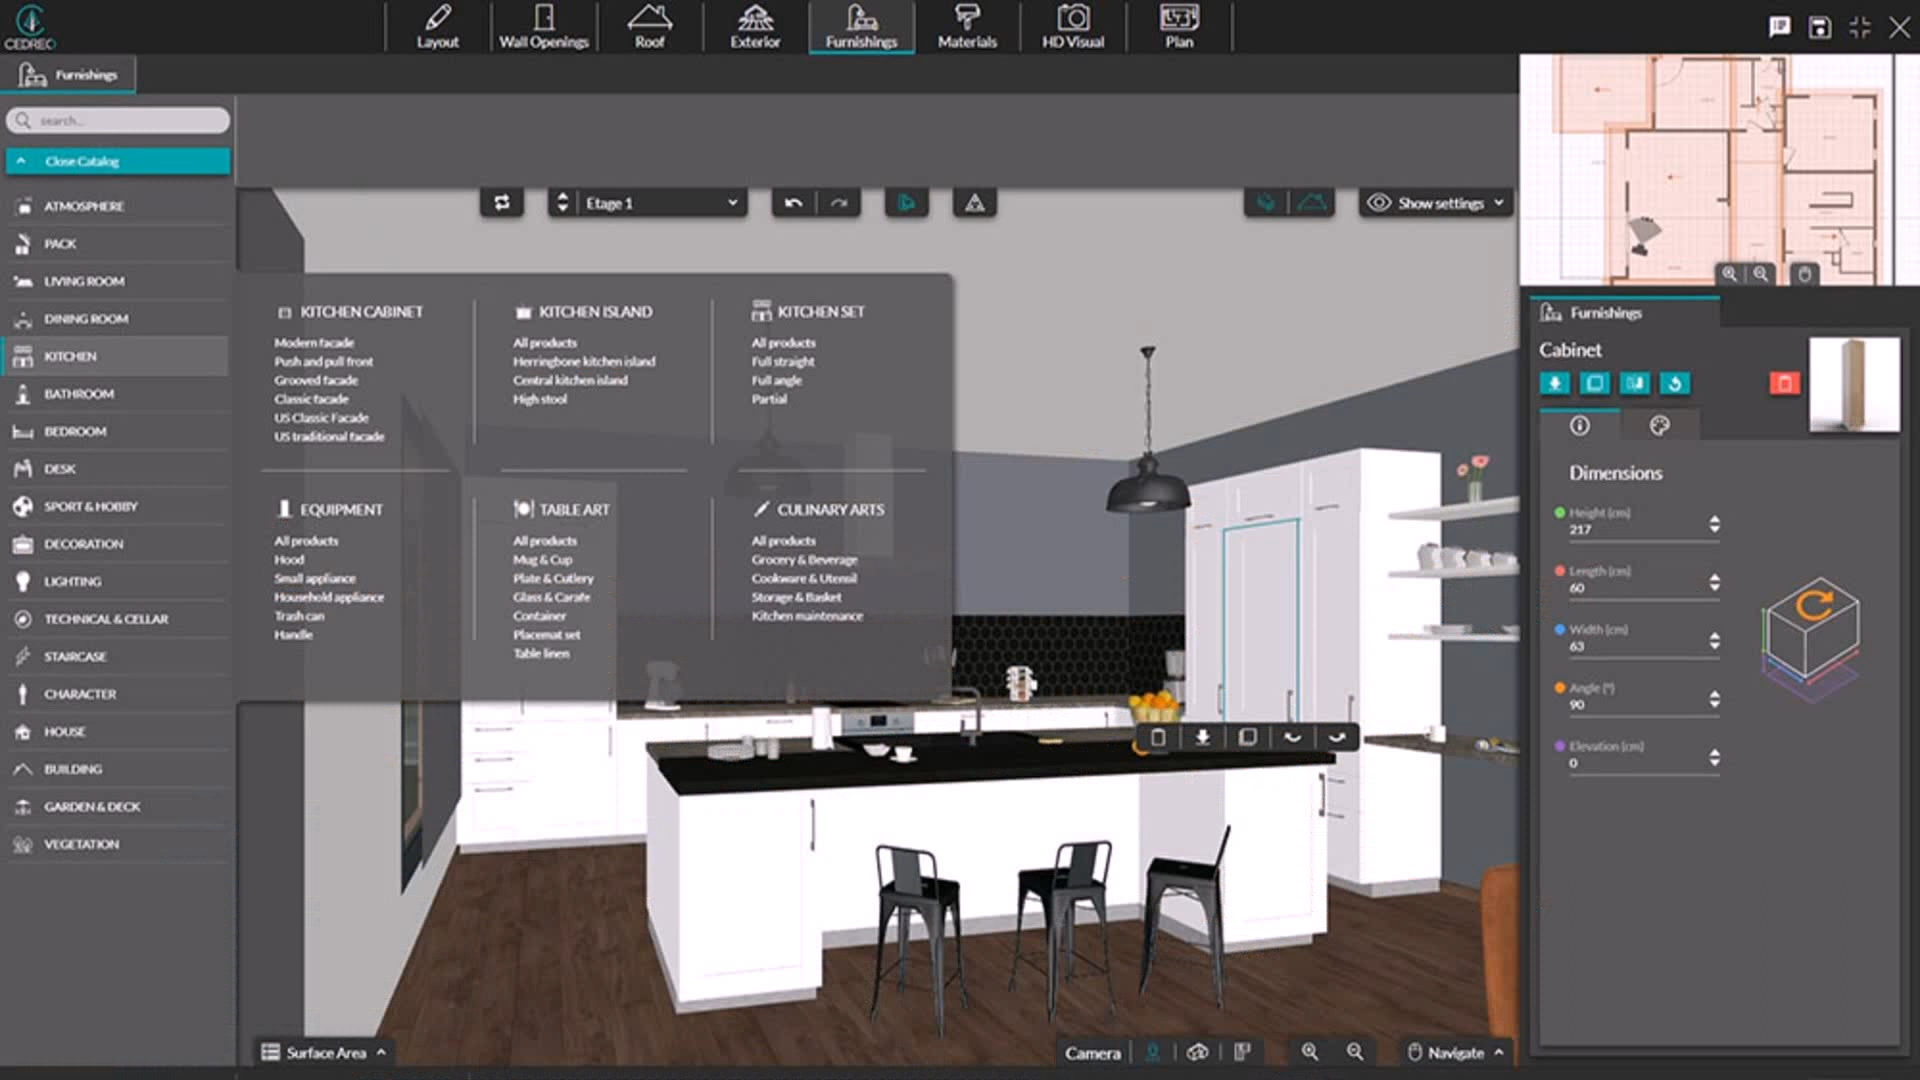 CEDREO
Layout
Wall Openings
Roof
Exterior
Furnishings
Materials
HD Visual
Plan
Furnishings
search...
Close Catalog
ATMOSPHERE
PACK
LIVING ROOM
DINING ROOM
KITCHEN
BATHROOM
BEDROOM
DESK
SPORT & HOBBY
DECORATION
LIGHTING
TECHNICAL & CELLAR
STAIRCASE
CHARACTER
HOUSE
BUILDING
GARDEN & DECK
VEGETATION
Etage 1
Show settings
KITCHEN CABINET
Modern facade
Push and pull front
Grooved facade
Classic facade
US Classic Facade
US traditional facade
KITCHEN ISLAND
All products
Herringbone kitchen island
Central kitchen island
High stool
KITCHEN SET
All products
Full straight
Full angle
Partial
EQUIPMENT
All products
Hood
Small appliance
Household appliance
Trash can
Handle
TABLE ART
All products
Mug & Cup
Plate & Cutlery
Glass & Carafe
Container
Placemat set
Table linen
CULINARY ARTS
All products
Grocery & Beverage
Cookware & Utensil
Storage & Basket
Kitchen maintenance
Surface Area
Camera
Navigate
Furnishings
Cabinet
Dimensions
Height (cm)
217
Length (cm)
60
Width (cm)
63
Angle (°)
90
Elevation (cm)
0